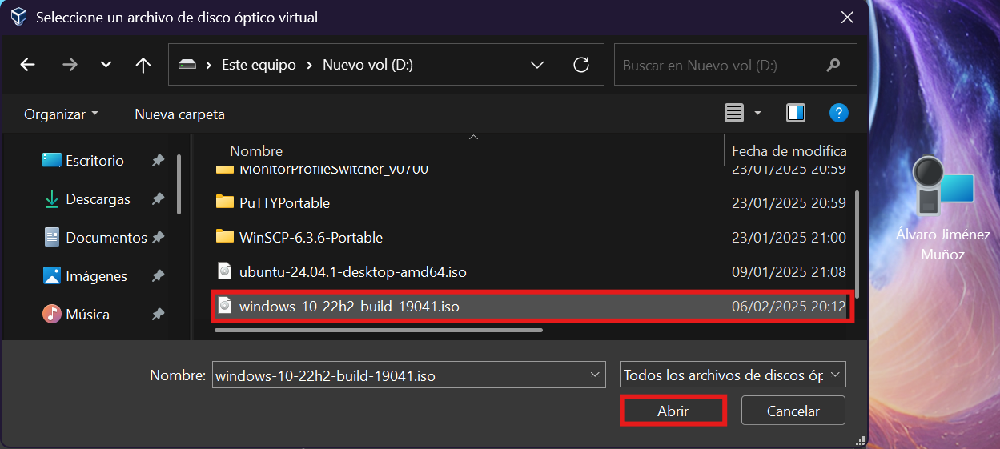 Seleccione un archivo de disco óptico virtual
Este equipo > Nuevo vol (D:)
Buscar en Nuevo vol (D:)
Organizar
Nueva carpeta
?
Escritorio
Descargas
Documentos
Imágenes
Música
Nombre
Fecha de modifica
MonitorProfileSwitcher_v0700
23/01/2025 20:59
PuTTYPortable
23/01/2025 20:59
WinSCP-6.3.6-Portable
23/01/2025 21:00
ubuntu-24.04.1-desktop-amd64.iso
09/01/2025 21:08
windows-10-22h2-build-19041.iso
06/02/2025 20:12
Nombre:
windows-10-22h2-build-19041.iso
Todos los archivos de discos óp
Abrir
Cancelar
Álvaro Jiménez
Muñoz